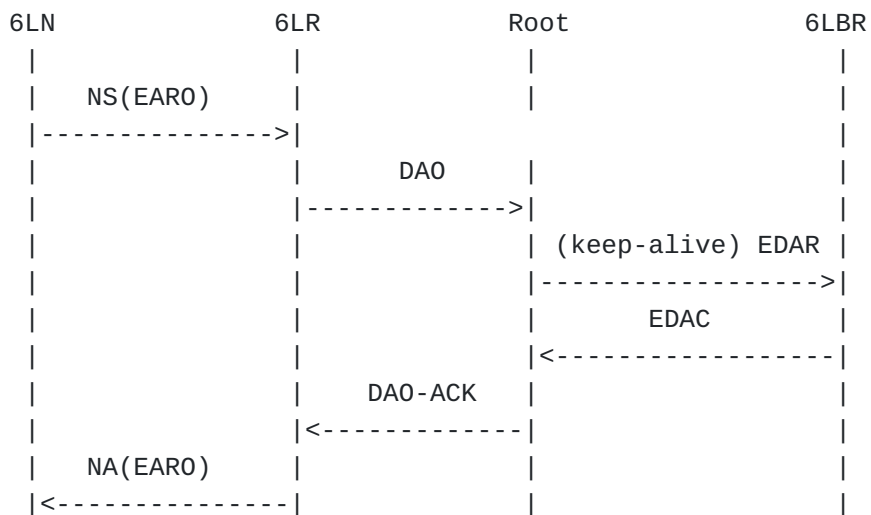 6LN 6LR Root 6LBR
NS(EARO)
DAO
(keep-alive) EDAR
EDAC
DAO-ACK
NA(EARO)